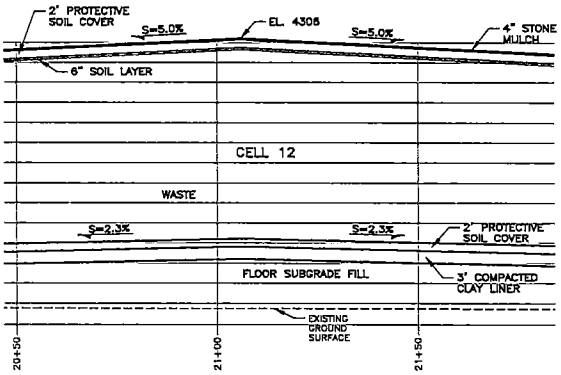 2' PROTECTIVE
SOIL COVER
S=5.0%
EL. 4306
S=5.0%
4" STONE
MULCH
6" SOIL LAYER
CELL 12
WASTE
S=2.3%
S=2.3%
2' PROTECTIVE
SOIL COVER
FLOOR SUBGRADE FILL
3' COMPACTED
CLAY LINER
EXISTING
GROUND
SURFACE
20+50
21+00
21+50